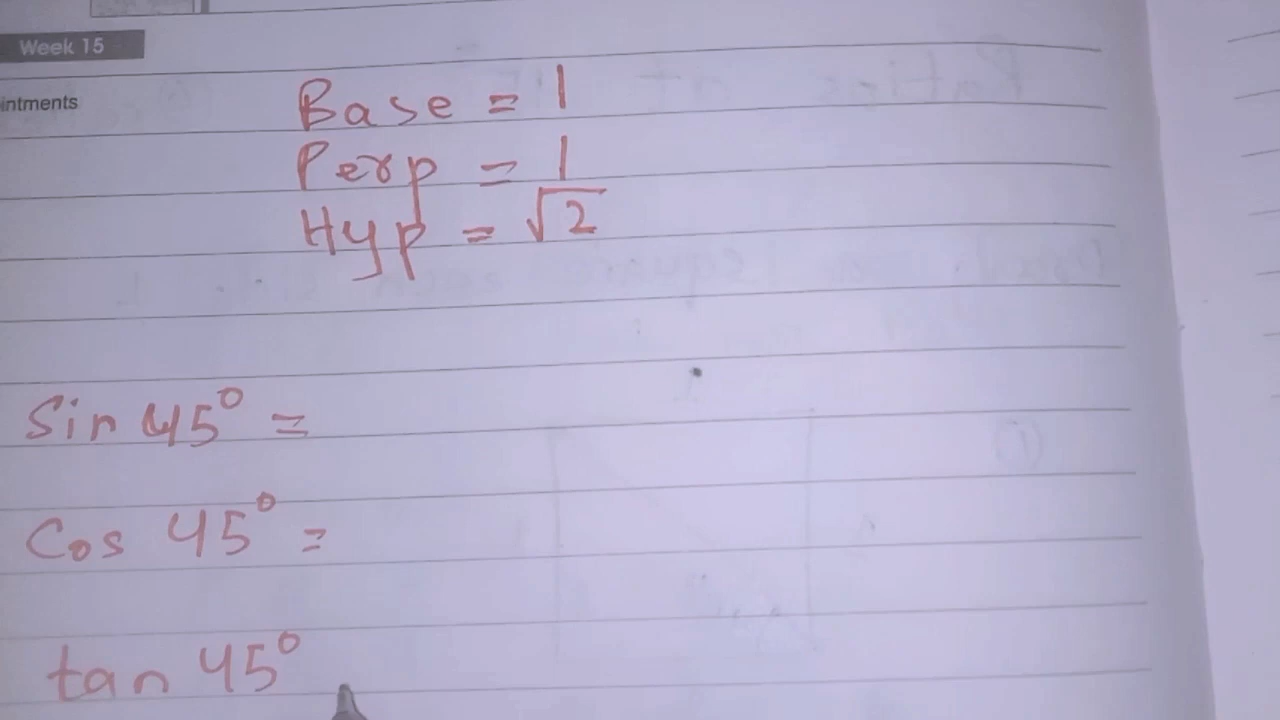 Week 15
intments
Base = 1
Perp = 1
Hyp = √2
Sin 45° =
Cos 45° =
tan 45°